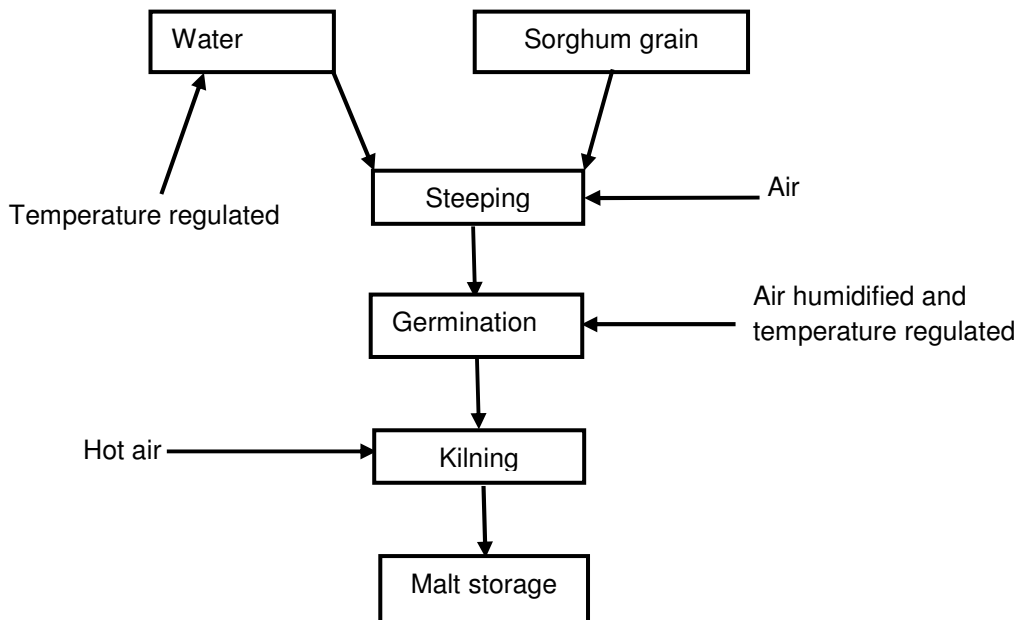 Water
Sorghum grain
Steeping
Air
Temperature regulated
Germination
Air humidified and
temperature regulated
Hot air
Kilning
Malt storage